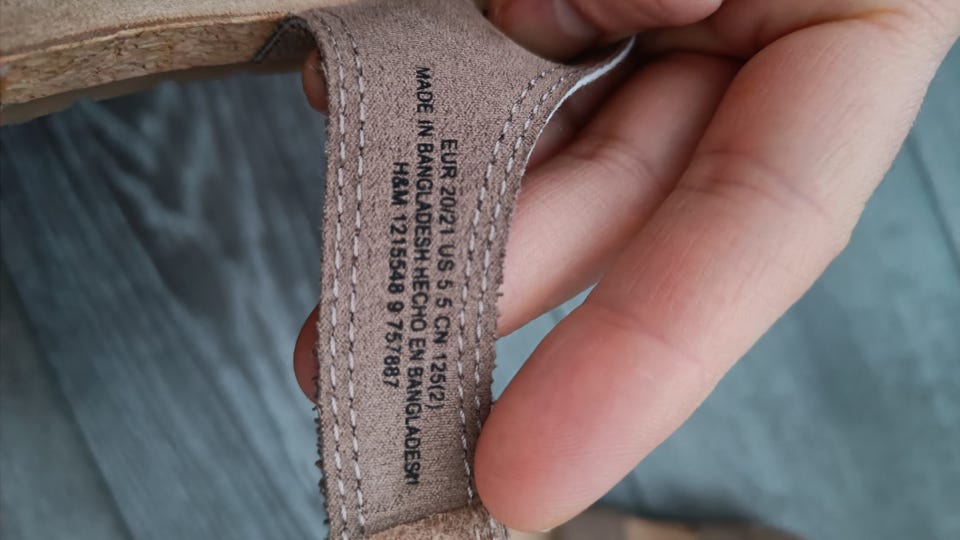 EUR 20/21 US 5 5 CN 125(2)
MADE IN BANGLADESH HECHO EN BANGLADESH
H&M 1215548 9 757887